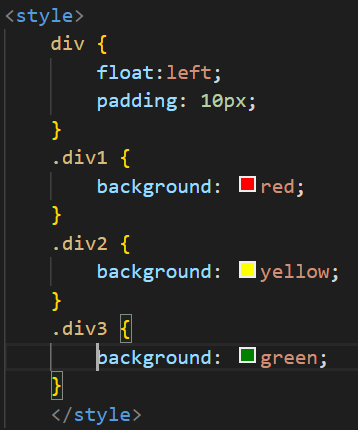 <style>
div {
float:left;
padding: 10px;
}
.div1 {
background: red;
}
.div2 {
background: yellow;
}
.div3 {
background: green;
}
</style>